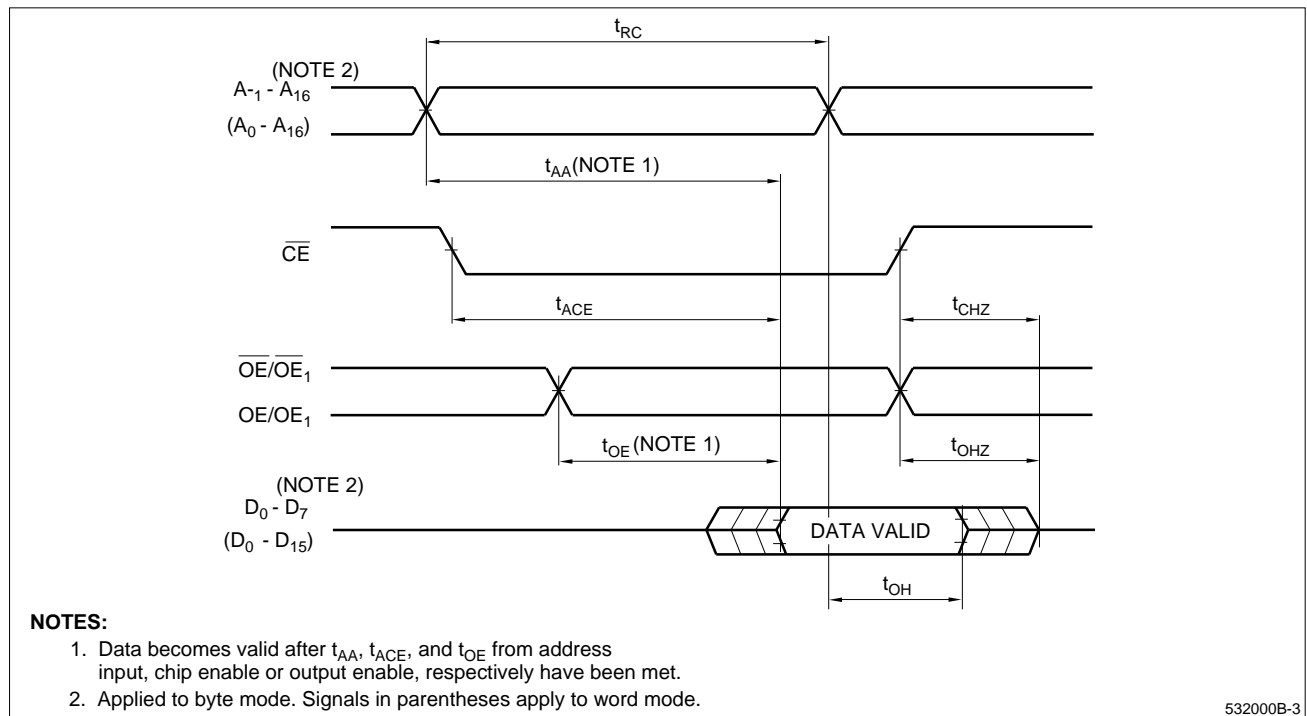 tRC
(NOTE 2)
A-1 - A16
(A0 - A16)
tAA(NOTE 1)
CE
tACE
tCHZ
OE/OE1
OE/OE1
tOE (NOTE 1)
tOHZ
(NOTE 2)
D0 - D7
(D0 - D15)
DATA VALID
tOH
NOTES:
1. Data becomes valid after tAA, tACE, and tOE from address
input, chip enable or output enable, respectively have been met.
2. Applied to byte mode. Signals in parentheses apply to word mode.
532000B-3